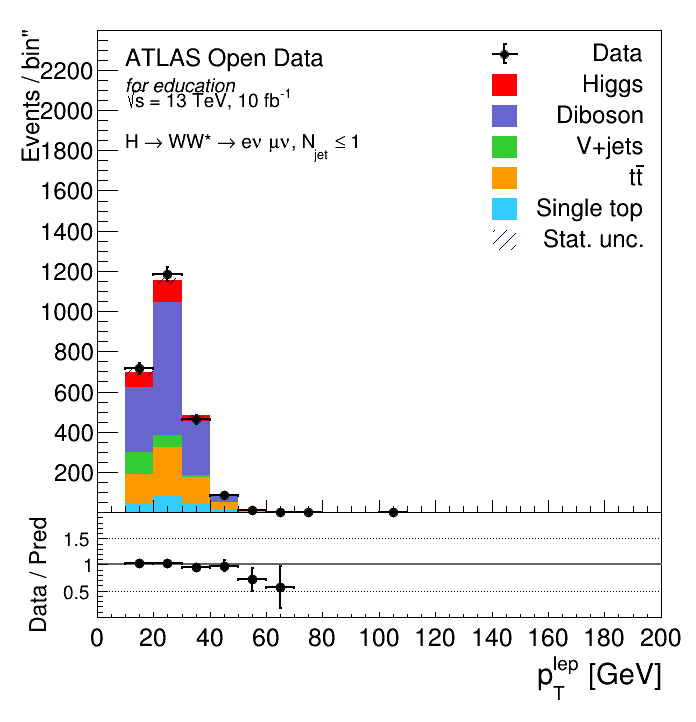 Events / bin"
2200
2000
1800
1600
1400
1200
1000
800
600
400
200
ATLAS Open Data
for education
√s = 13 TeV, 10 fb⁻¹
H → WW* → eν μν, N_jet ≤ 1
Data
Higgs
Diboson
V+jets
tt̄
Single top
Stat. unc.
Data / Pred
1.5
1
0.5
0 20 40 60 80 100 120 140 160 180 200
p_T^lep [GeV]